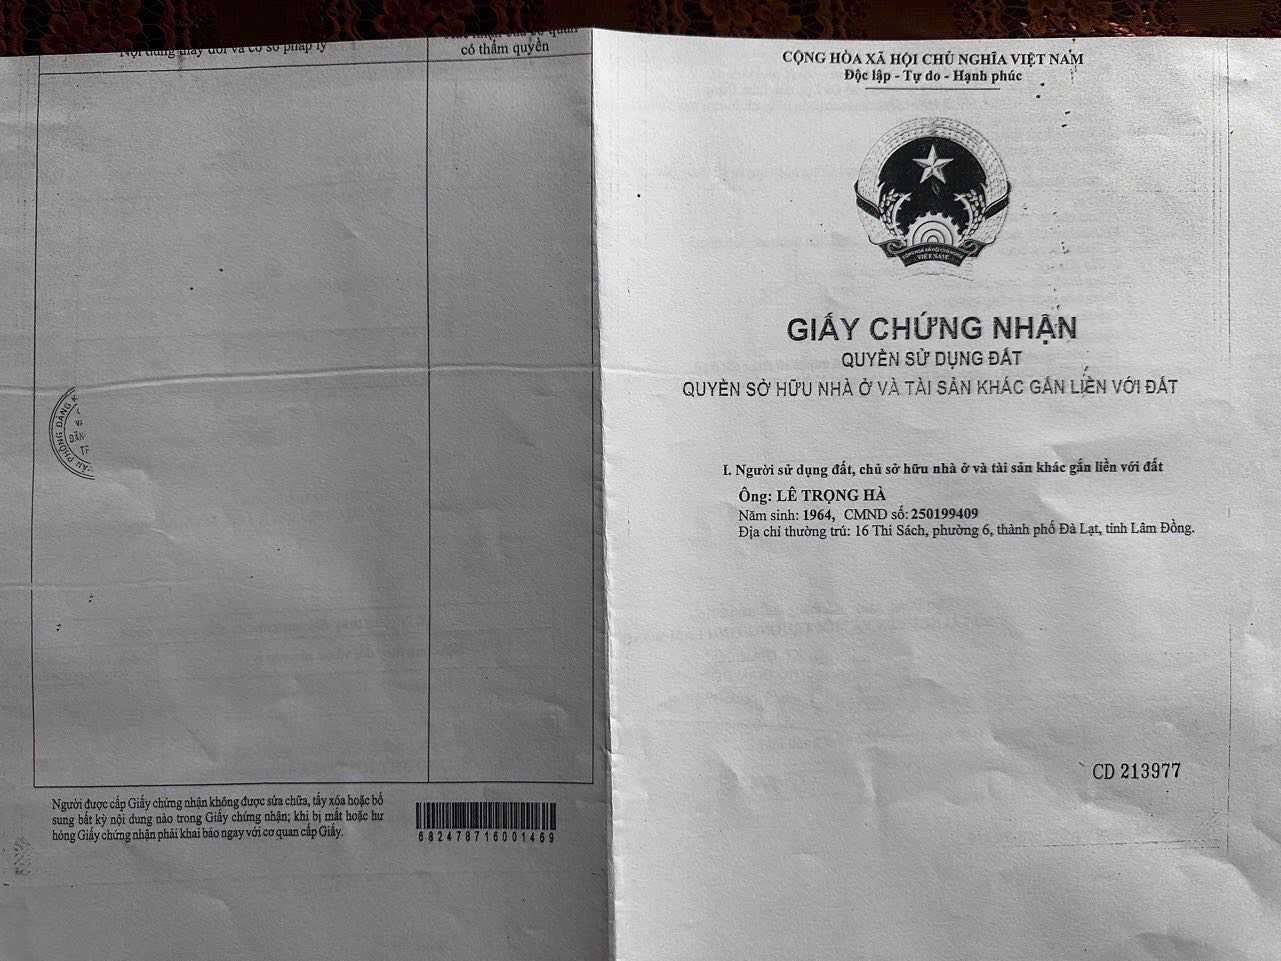 Nội dung thay đổi và cơ sở pháp lý
Xác nhận của cơ quan
có thẩm quyền
VĂN PHÒNG ĐĂNG K
Người được cấp Giấy chứng nhận không được sửa chữa, tẩy xóa hoặc bổ
sung bất kỳ nội dung nào trong Giấy chứng nhận; khi bị mất hoặc hư
hỏng Giấy chứng nhận phải khai báo ngay với cơ quan cấp Giấy.
682478716001469
CỘNG HÒA XÃ HỘI CHỦ NGHĨA VIỆT NAM
Độc lập - Tự do - Hạnh phúc
CỘNG HÒA XÃ HỘI CHỦ NGHĨA
VIỆT NAM
GIẤY CHỨNG NHẬN
QUYỀN SỬ DỤNG ĐẤT
QUYỀN SỞ HỮU NHÀ Ở VÀ TÀI SẢN KHÁC GẮN LIỀN VỚI ĐẤT
I. Người sử dụng đất, chủ sở hữu nhà ở và tài sản khác gắn liền với đất
Ông: LÊ TRỌNG HÀ
Năm sinh: 1964, CMND số: 250199409
Địa chỉ thường trú: 16 Thi Sách, phường 6, thành phố Đà Lạt, tỉnh Lâm Đồng.
CD 213977